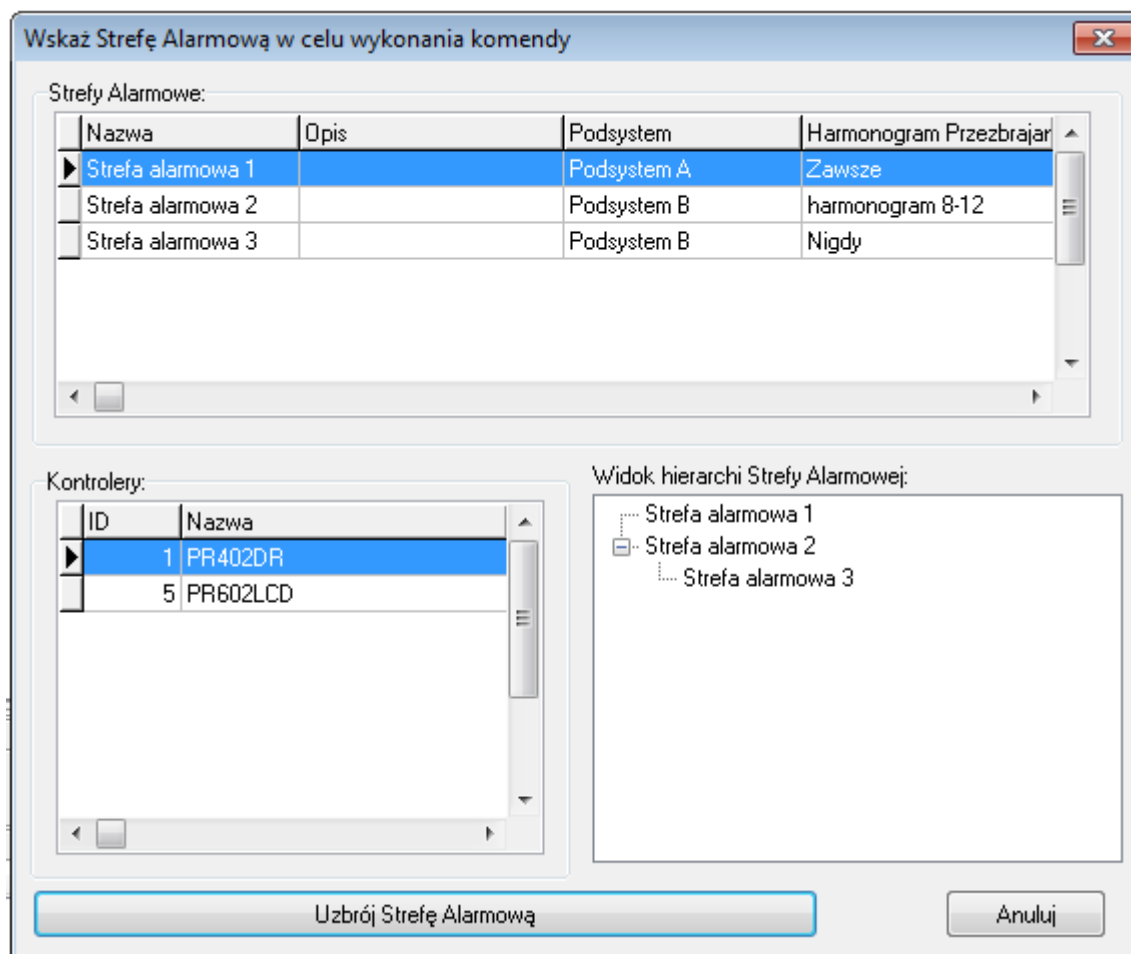 Wskaż Strefę Alarmową w celu wykonania komendy
Strefy Alarmowe:
Nazwa Opis Podsystem Harmonogram Przezbrajar
Strefa alarmowa 1 Podsystem A Zawsze
Strefa alarmowa 2 Podsystem B harmonogram 8-12
Strefa alarmowa 3 Podsystem B Nigdy
Kontrolery:
ID Nazwa
1 PR402DR
5 PR602LCD
Widok hierarchi Strefy Alarmowej:
Strefa alarmowa 1
Strefa alarmowa 2
Strefa alarmowa 3
Uzbrój Strefę Alarmową
Anuluj